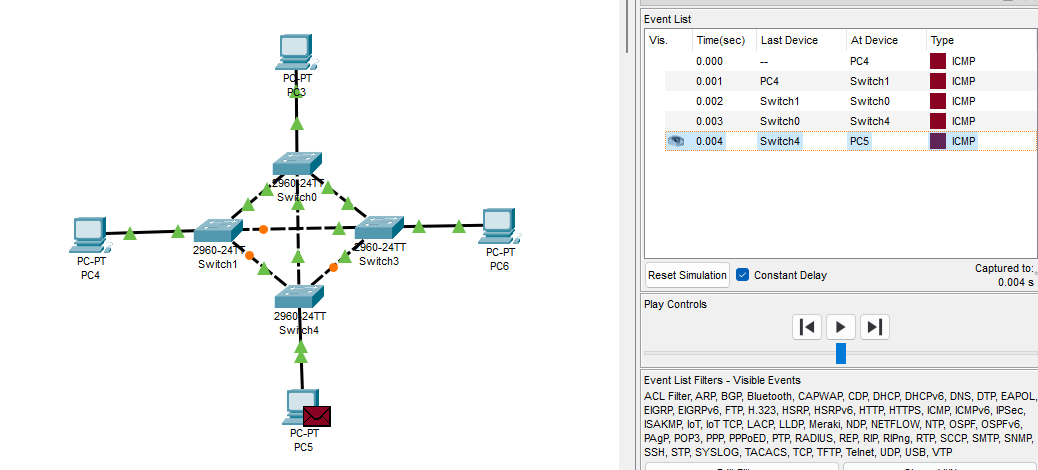 PC-PT
PC3
2960-24TT
Switch0
PC-PT
PC4
2960-24TT
Switch1
2960-24TT
Switch3
PC-PT
PC6
2960-24TT
Switch4
PC-PT
PC5
Event List
Vis. Time(sec) Last Device At Device Type
0.000 -- PC4 ICMP
0.001 PC4 Switch1 ICMP
0.002 Switch1 Switch0 ICMP
0.003 Switch0 Switch4 ICMP
0.004 Switch4 PC5 ICMP
Reset Simulation Constant Delay Captured to:
0.004 s
Play Controls
Event List Filters - Visible Events
ACL Filter, ARP, BGP, Bluetooth, CAPWAP, CDP, DHCP, DHCPv6, DNS, DTP, EAPOL,
EIGRP, EIGRPv6, FTP, H.323, HSRP, HSRPv6, HTTP, HTTPS, ICMP, ICMPv6, IPSec,
ISAKMP, IoT, IoT TCP, LACP, LLDP, Meraki, NDP, NETFLOW, NTP, OSPF, OSPFv6,
PAgP, POP3, PPP, PPPoED, PTP, RADIUS, REP, RIP, RIPng, RTP, SCCP, SMTP, SNMP,
SSH, STP, SYSLOG, TACACS, TCP, TFTP, Telnet, UDP, USB, VTP